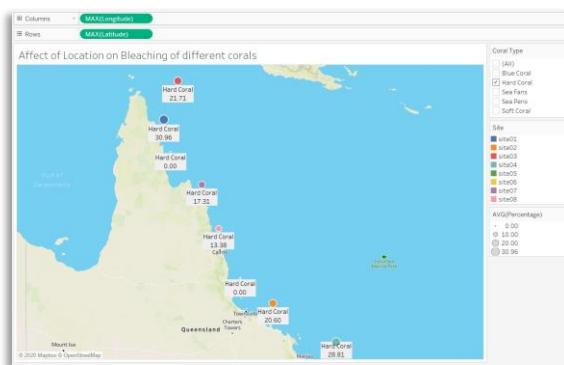 Columns MAX(Longitude)
Rows MAX(Latitude)
Affect of Location on Bleaching of different corals
Hard Coral
21.71
Hard Coral
30.96
Hard Coral
0.00
Hard Coral
17.31
Hard Coral
13.38
Hard Coral
0.00
Hard Coral
20.60
Charters
Towers
Queensland
Mount Isa
Hard Coral
28.81
© 2020 Mapbox © OpenStreetMap
Coral Type
(All)
Blue Coral
Hard Coral
Sea Fans
Sea Pens
Soft Coral
Site
site01
site02
site03
site04
site05
site06
site07
site08
AVG(Percentage)
0.00
10.00
20.00
30.96